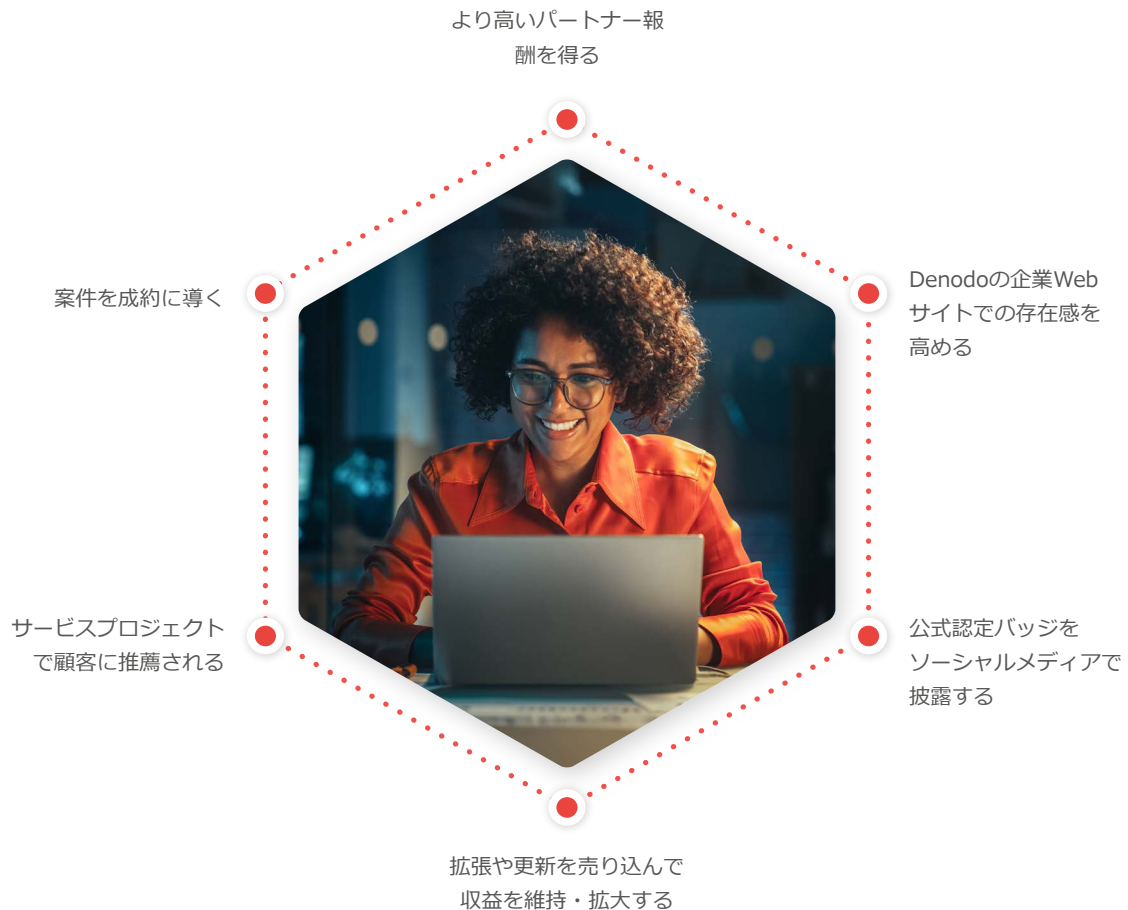 より高いパートナー報
酬を得る
案件を成約に導く
Denodoの企業Web
サイトでの存在感を
高める
サービスプロジェクト
で顧客に推薦される
公式認定バッジを
ソーシャルメディアで
披露する
拡張や更新を売り込んで
収益を維持・拡大する